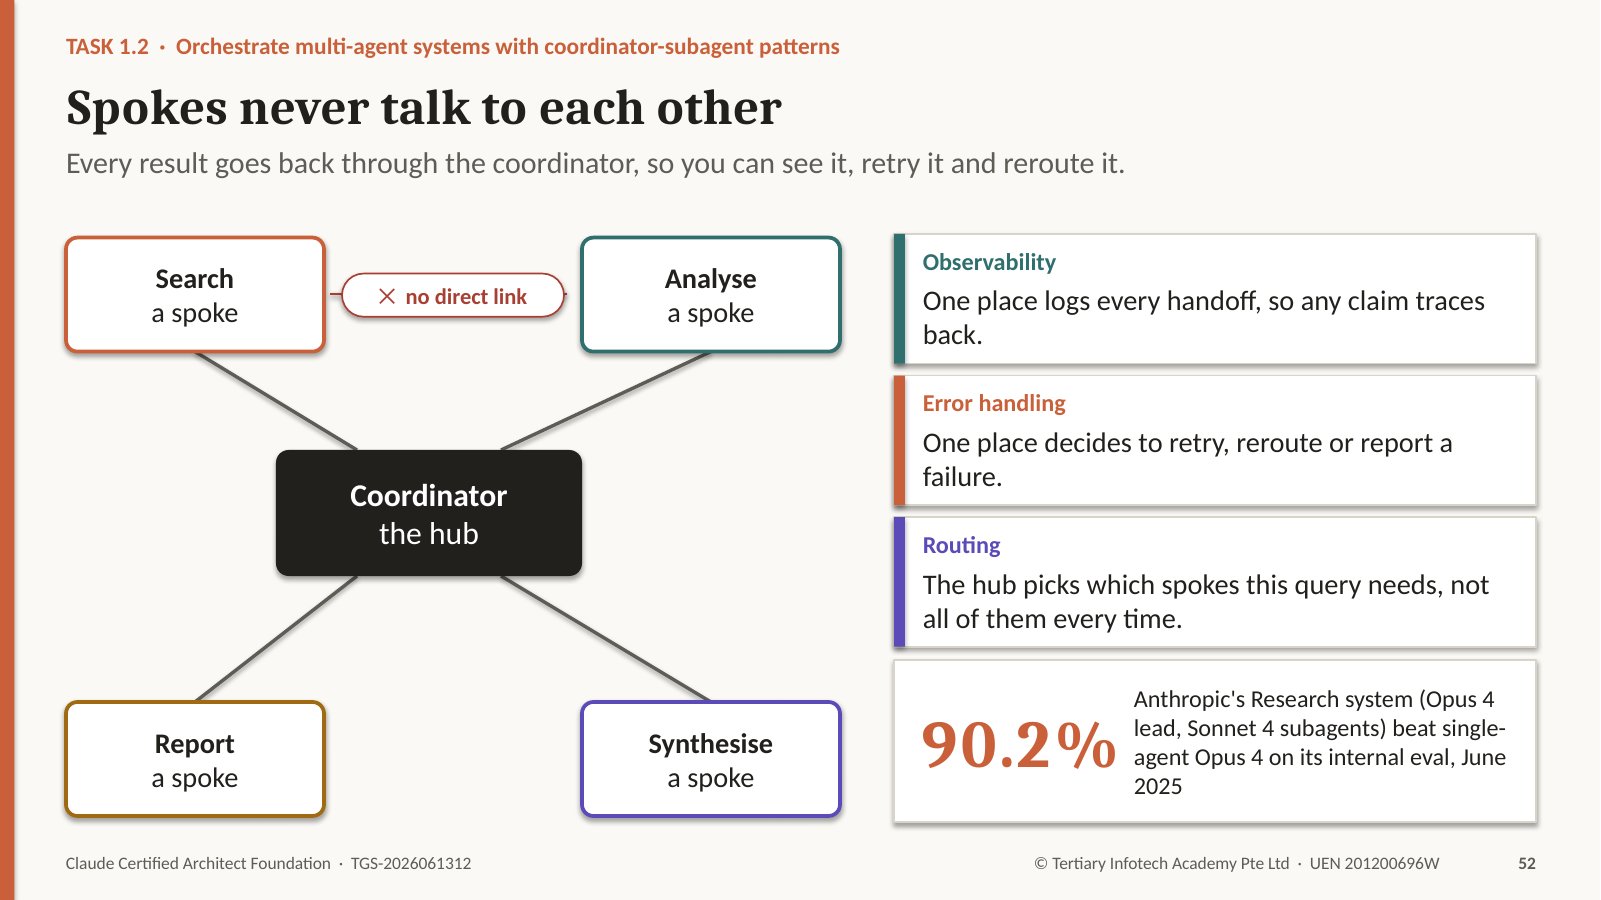 TASK 1.2 · Orchestrate multi-agent systems with coordinator-subagent patterns
Spokes never talk to each other
Every result goes back through the coordinator, so you can see it, retry it and reroute it.
Search
a spoke
× no direct link
Analyse
a spoke
Coordinator
the hub
Report
a spoke
Synthesise
a spoke
Observability
One place logs every handoff, so any claim traces
back.
Error handling
One place decides to retry, reroute or report a
failure.
Routing
The hub picks which spokes this query needs, not
all of them every time.
90.2%
Anthropic's Research system (Opus 4
lead, Sonnet 4 subagents) beat single-
agent Opus 4 on its internal eval, June
2025
Claude Certified Architect Foundation · TGS-2026061312
© Tertiary Infotech Academy Pte Ltd · UEN 201200696W
52